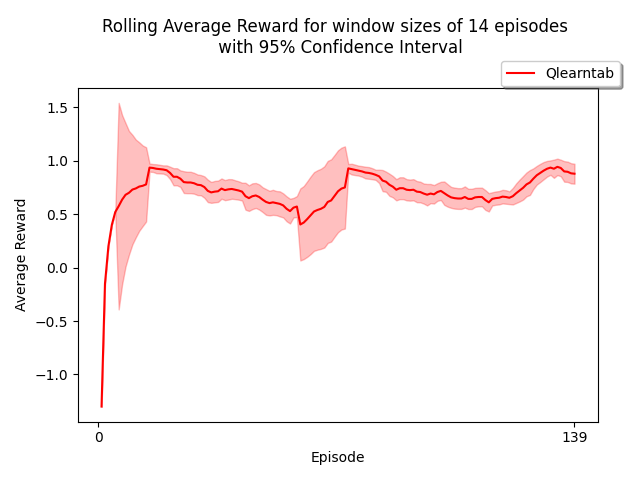 Rolling Average Reward for window sizes of 14 episodes
with 95% Confidence Interval
Qlearntab
1.5
1.0
0.5
0.0
−0.5
−1.0
Average Reward
0
139
Episode